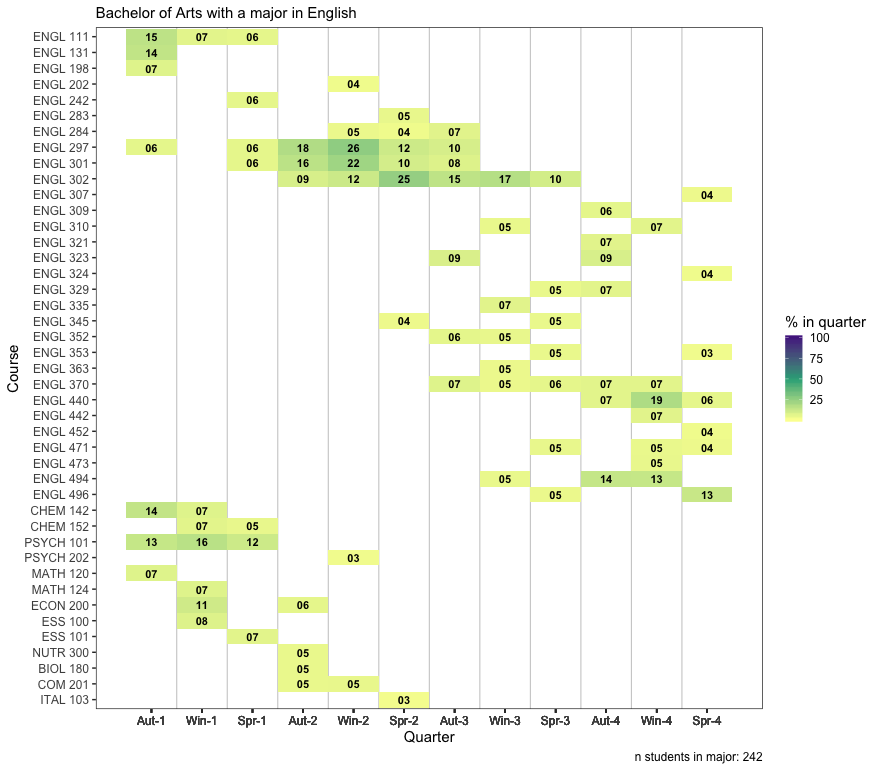 Bachelor of Arts with a major in English
ENGL 111 15 07 06
ENGL 131 14
ENGL 198 07
ENGL 202 04
ENGL 242 06
ENGL 283 05
ENGL 284 05 04 07
ENGL 297 06 06 18 26 12 10
ENGL 301 06 16 22 10 08
ENGL 302 09 12 25 15 17 10
ENGL 307 04
ENGL 309 06
ENGL 310 05 07
ENGL 321 07
ENGL 323 09 09
ENGL 324 04
ENGL 329 05 07
ENGL 335 07
ENGL 345 04 05
ENGL 352 06 05
ENGL 353 05 03
ENGL 363 05
ENGL 370 07 05 06 07 07
ENGL 440 07 19 06
ENGL 442 07
ENGL 452 04
ENGL 471 05 05 04
ENGL 473 05
ENGL 494 05 14 13
ENGL 496 05 13
CHEM 142 14 07
CHEM 152 07 05
PSYCH 101 13 16 12
PSYCH 202 03
MATH 120 07
MATH 124 07
ECON 200 11 06
ESS 100 08
ESS 101 07
NUTR 300 05
BIOL 180 05
COM 201 05 05
ITAL 103 03
Aut-1 Win-1 Spr-1 Aut-2 Win-2 Spr-2 Aut-3 Win-3 Spr-3 Aut-4 Win-4 Spr-4
Quarter
Course
% in quarter
100
75
50
25
n students in major: 242